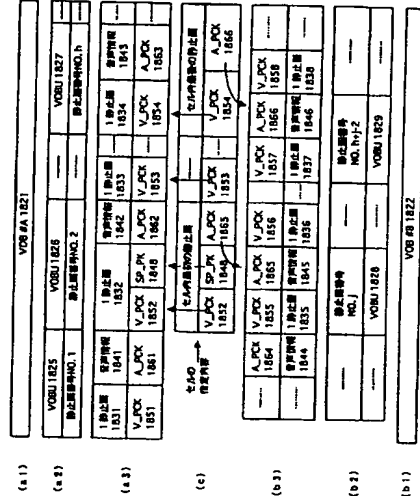 (a1)
VOB #A 1821
(a2)
VOBU 1825
VOBU 1826
VOBU 1827
静止画番号NO. 1
静止画番号NO. 2
静止画番号NO. h
(a3)
1静止画 1831
音声情報 1841
1静止画 1832
音声情報 1842
1静止画 1833
1静止画 1834
音声情報 1843
V_PCK 1851
A_PCK 1861
V_PCK 1852
SP_PK 1848
A_PCK 1862
V_PCK 1853
V_PCK 1854
A_PCK 1863
(c)
セルの指定内容
セル内最初の静止画
セル内最後の静止画
V_PCK 1852
SP_PK 1848
A_PCK 1865
V_PCK 1853
V_PCK 1854
A_PCK 1866
(b3)
A_PCK 1864
V_PCK 1855
A_PCK 1865
V_PCK 1856
V_PCK 1857
A_PCK 1866
V_PCK 1858
音声情報 1844
1静止画 1835
音声情報 1845
1静止画 1836
1静止画 1837
音声情報 1846
1静止画 1838
(b2)
静止画番号 NO. j
静止画番号 NO. h+j-2
VOBU 1828
VOBU 1829
(b1)
VOB #B 1822